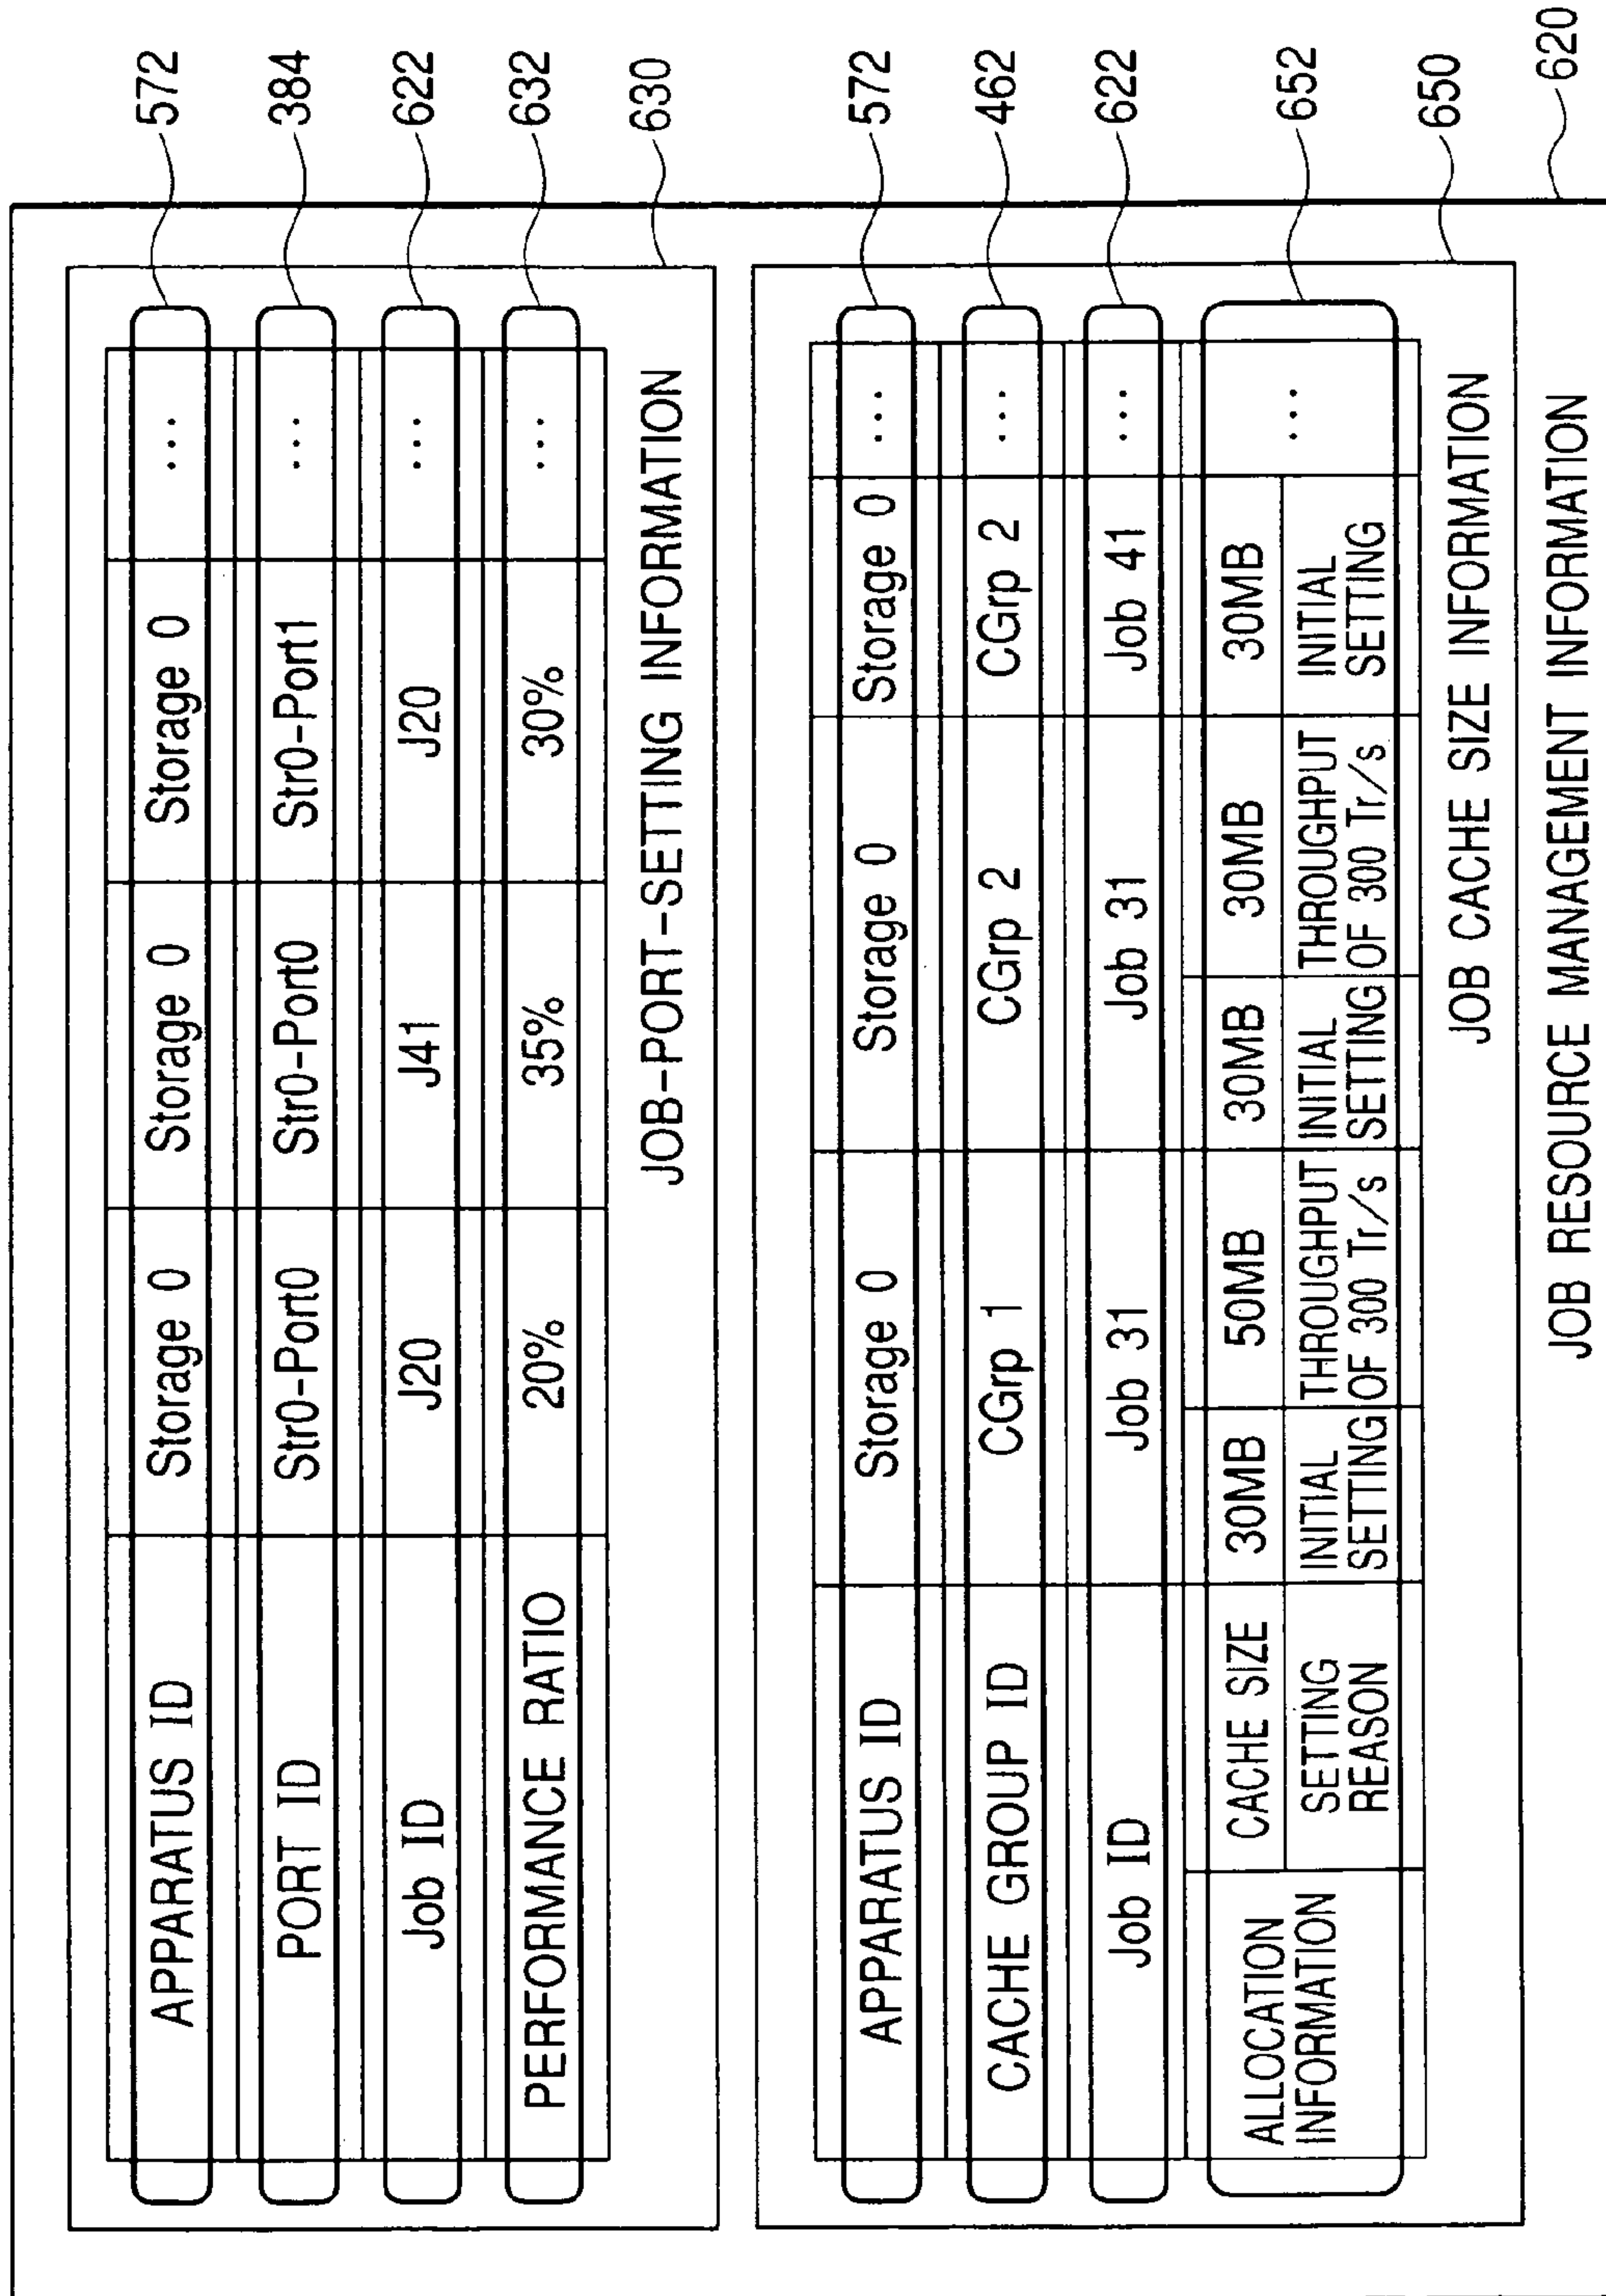 APPARATUS ID Storage 0 Storage 0 Storage 0 ... 572
PORT ID Str0-Port0 Str0-Port0 Str0-Port1 ... 384
Job ID J20 J41 J20 ... 622
PERFORMANCE RATIO 20% 35% 30% ... 632
JOB-PORT-SETTING INFORMATION
630
APPARATUS ID Storage 0 Storage 0 Storage 0 ... 572
CACHE GROUP ID CGrp 1 CGrp 2 CGrp 2 ... 462
Job ID Job 31 Job 31 Job 41 ... 622
ALLOCATION
INFORMATION
CACHE SIZE 30MB 50MB 30MB 30MB 30MB ... 652
SETTING INITIAL THROUGHPUT INITIAL THROUGHPUT INITIAL
REASON SETTING OF 300 Tr/s SETTING OF 300 Tr/s SETTING
JOB CACHE SIZE INFORMATION
650
JOB RESOURCE MANAGEMENT INFORMATION
620